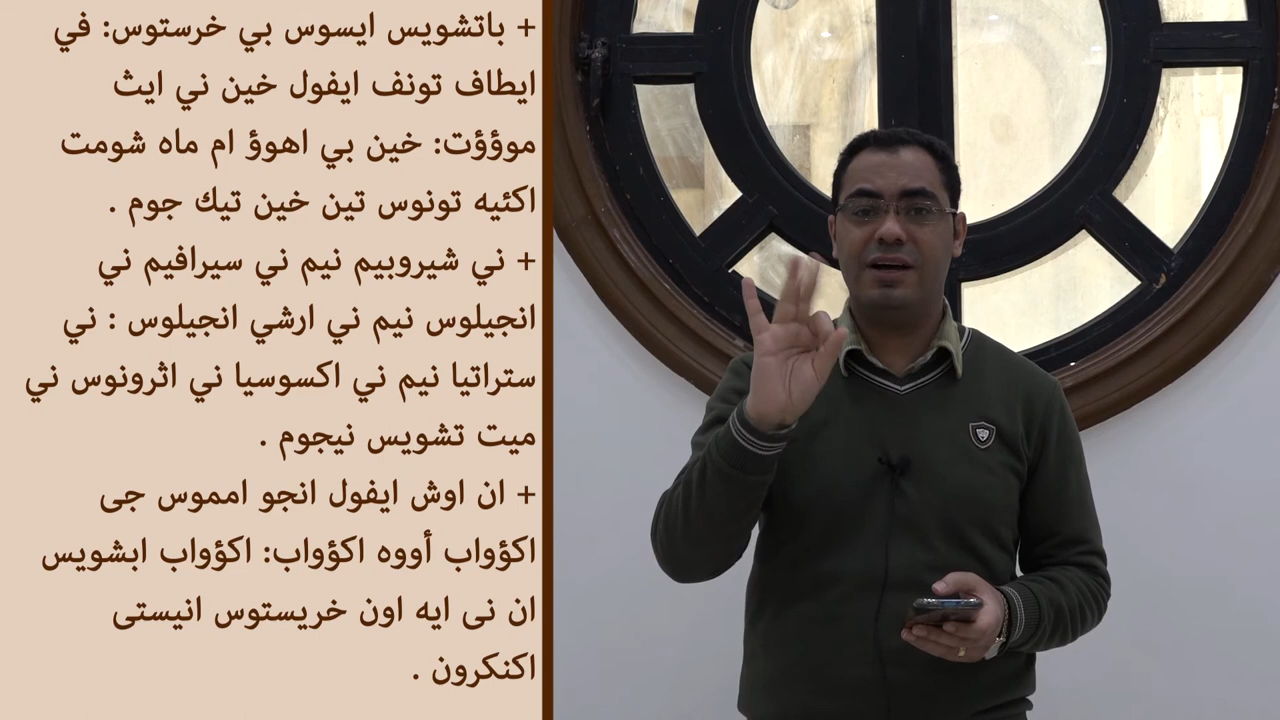 + باتشويس ايسوس بي خرستوس: في
ايطاف تونف ايفول خين ني ايث
موؤؤت: خين بي اهوؤ ام ماه شومت
اكئيه تونوس تين خين تيك جوم .
+ ني شيروبيم نيم ني سيرافيم ني
انجيلوس نيم ني ارشي انجيلوس : ني
ستراتيا نيم ني اكسوسيا ني اثرونوس ني
ميت تشويس نيجوم .
+ ان اوش ايفول انجو امموس جى
اكؤواب أووه اكؤواب: اكؤواب ابشويس
ان نى ايه اون خريستوس انيستى
اكنكرون .